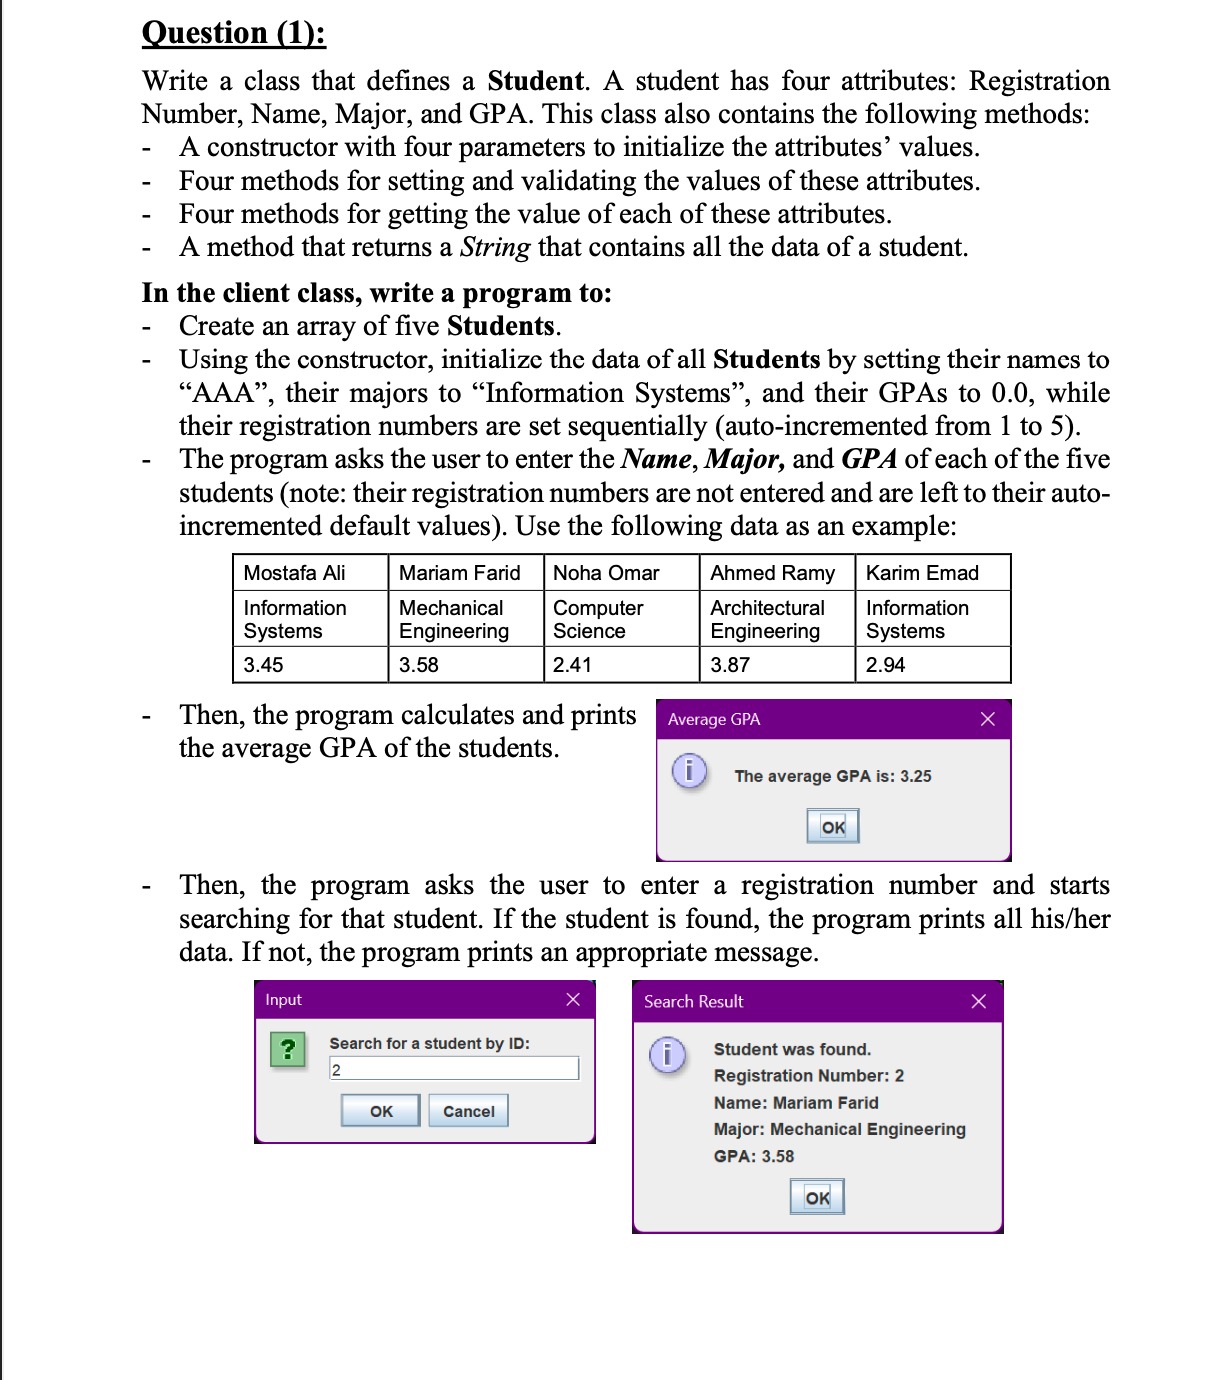 Question (1):
Write a class that defines a Student. A student has four attributes: Registration
Number, Name, Major, and GPA. This class also contains the following methods:
- A constructor with four parameters to initialize the attributes’ values.
- Four methods for setting and validating the values of these attributes.
- Four methods for getting the value of each of these attributes.
- A method that returns a String that contains all the data of a student.
In the client class, write a program to:
- Create an array of five Students.
- Using the constructor, initialize the data of all Students by setting their names to
“AAA”, their majors to “Information Systems”, and their GPAs to 0.0, while
their registration numbers are set sequentially (auto-incremented from 1 to 5).
- The program asks the user to enter the Name, Major, and GPA of each of the five
students (note: their registration numbers are not entered and are left to their auto-
incremented default values). Use the following data as an example:
Mostafa Ali Mariam Farid Noha Omar Ahmed Ramy Karim Emad
Information Mechanical Computer Architectural Information
Systems Engineering Science Engineering Systems
3.45 3.58 2.41 3.87 2.94
- Then, the program calculates and prints
the average GPA of the students.
Average GPA
The average GPA is: 3.25
OK
- Then, the program asks the user to enter a registration number and starts
searching for that student. If the student is found, the program prints all his/her
data. If not, the program prints an appropriate message.
Input
Search for a student by ID:
2
OK Cancel
Search Result
Student was found.
Registration Number: 2
Name: Mariam Farid
Major: Mechanical Engineering
GPA: 3.58
OK